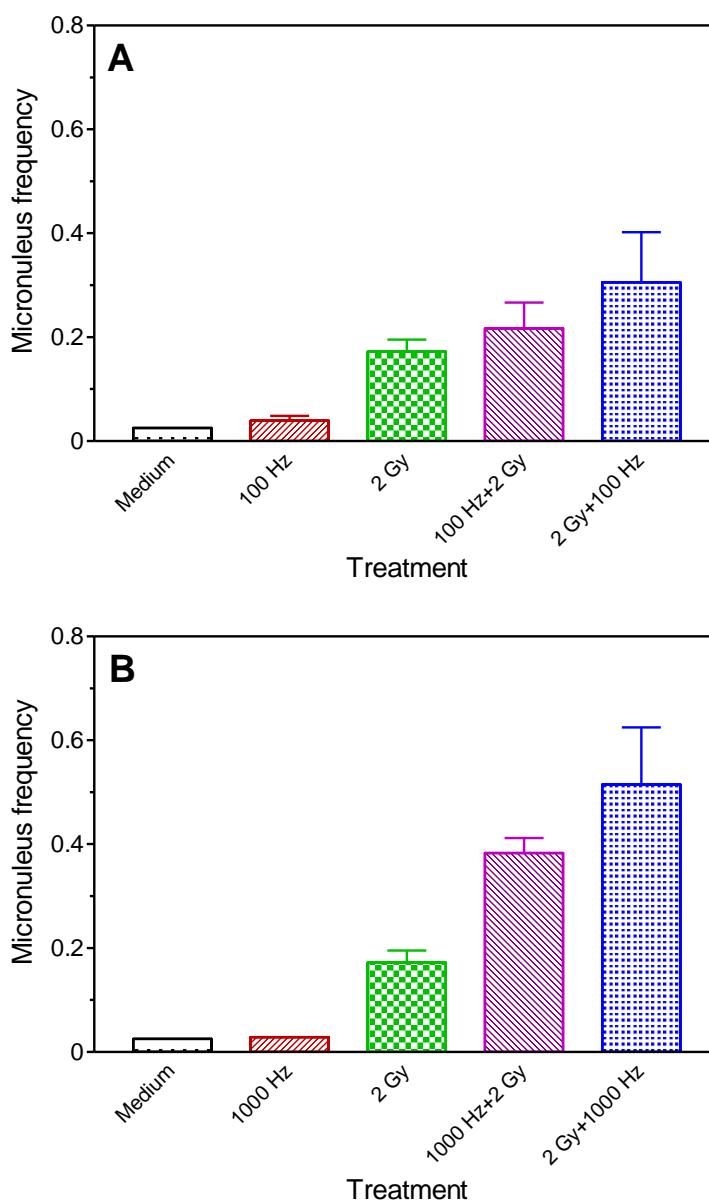 A
0.8
0.6
0.4
0.2
0
Micronuleus frequency
Medium
100 Hz
2 Gy
100 Hz+2 Gy
2 Gy+100 Hz
Treatment
B
0.8
0.6
0.4
0.2
0
Micronuleus frequency
Medium
1000 Hz
2 Gy
1000 Hz+2 Gy
2 Gy+1000 Hz
Treatment